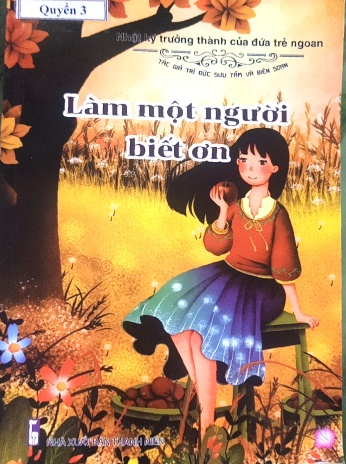 Quyển 3
Nhật ký trưởng thành của đứa trẻ ngoan
TÁC GIẢ TRÍ ĐỨC SƯU TẦM VÀ BIÊN SOẠN
Làm một người
biết ơn
NHÀ XUẤT BẢN THANH NIÊN